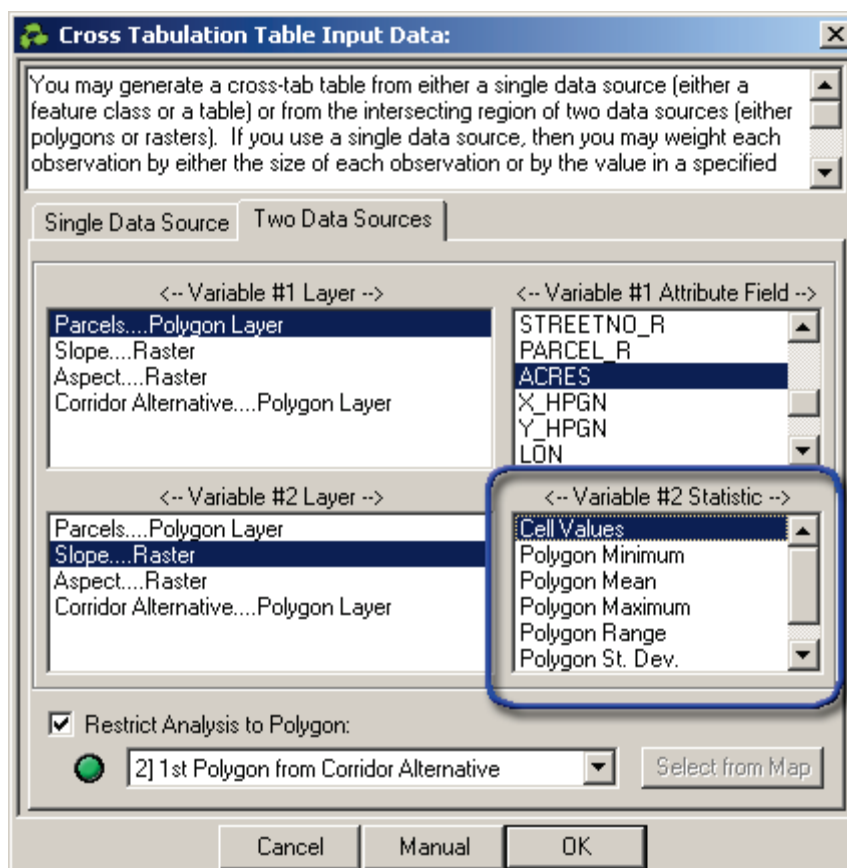 Cross Tabulation Table Input Data:
You may generate a cross-tab table from either a single data source (either a
feature class or a table) or from the intersecting region of two data sources (either
polygons or rasters). If you use a single data source, then you may weight each
observation by either the size of each observation or by the value in a specified
Single Data Source
Two Data Sources
<-- Variable #1 Layer -->
Parcels....Polygon Layer
Slope....Raster
Aspect....Raster
Corridor Alternative....Polygon Layer
<-- Variable #1 Attribute Field -->
STREETNO_R
PARCEL_R
ACRES
X_HPGN
Y_HPGN
LON
<-- Variable #2 Layer -->
Parcels....Polygon Layer
Slope....Raster
Aspect....Raster
Corridor Alternative....Polygon Layer
<-- Variable #2 Statistic -->
Cell Values
Polygon Minimum
Polygon Mean
Polygon Maximum
Polygon Range
Polygon St. Dev.
Restrict Analysis to Polygon:
2] 1st Polygon from Corridor Alternative
Select from Map
Cancel
Manual
OK